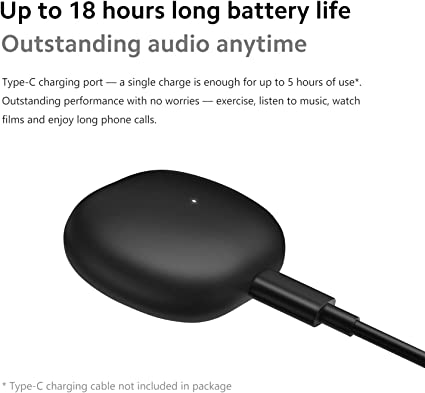 Up to 18 hours long battery life
Outstanding audio anytime
Type-C charging port — a single charge is enough for up to 5 hours of use*.
Outstanding performance with no worries — exercise, listen to music, watch
films and enjoy long phone calls.
* Type-C charging cable not included in package